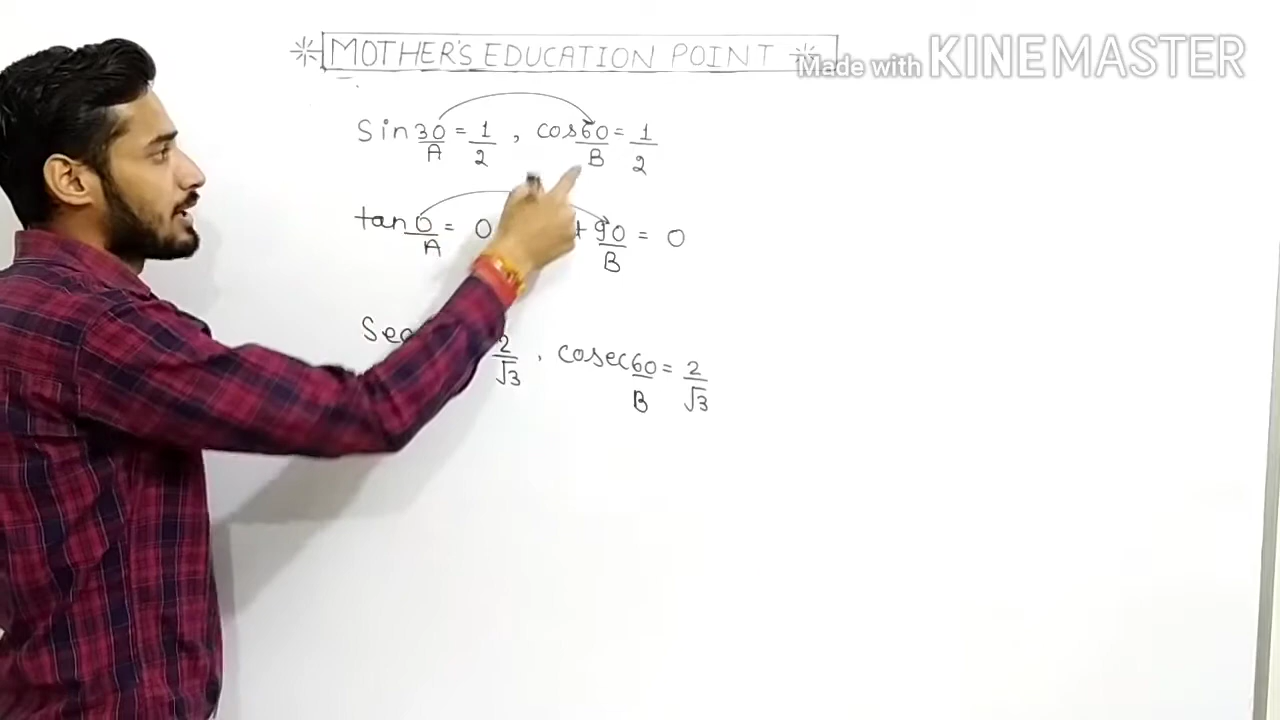 MOTHER'S EDUCATION POINT
Made with KINEMASTER
Sin30 = 1/2 , cos60 = 1/2
A B
tan0 = 0 90 = 0
A B
Sec 2/√3 , cosec60 = 2/√3
B